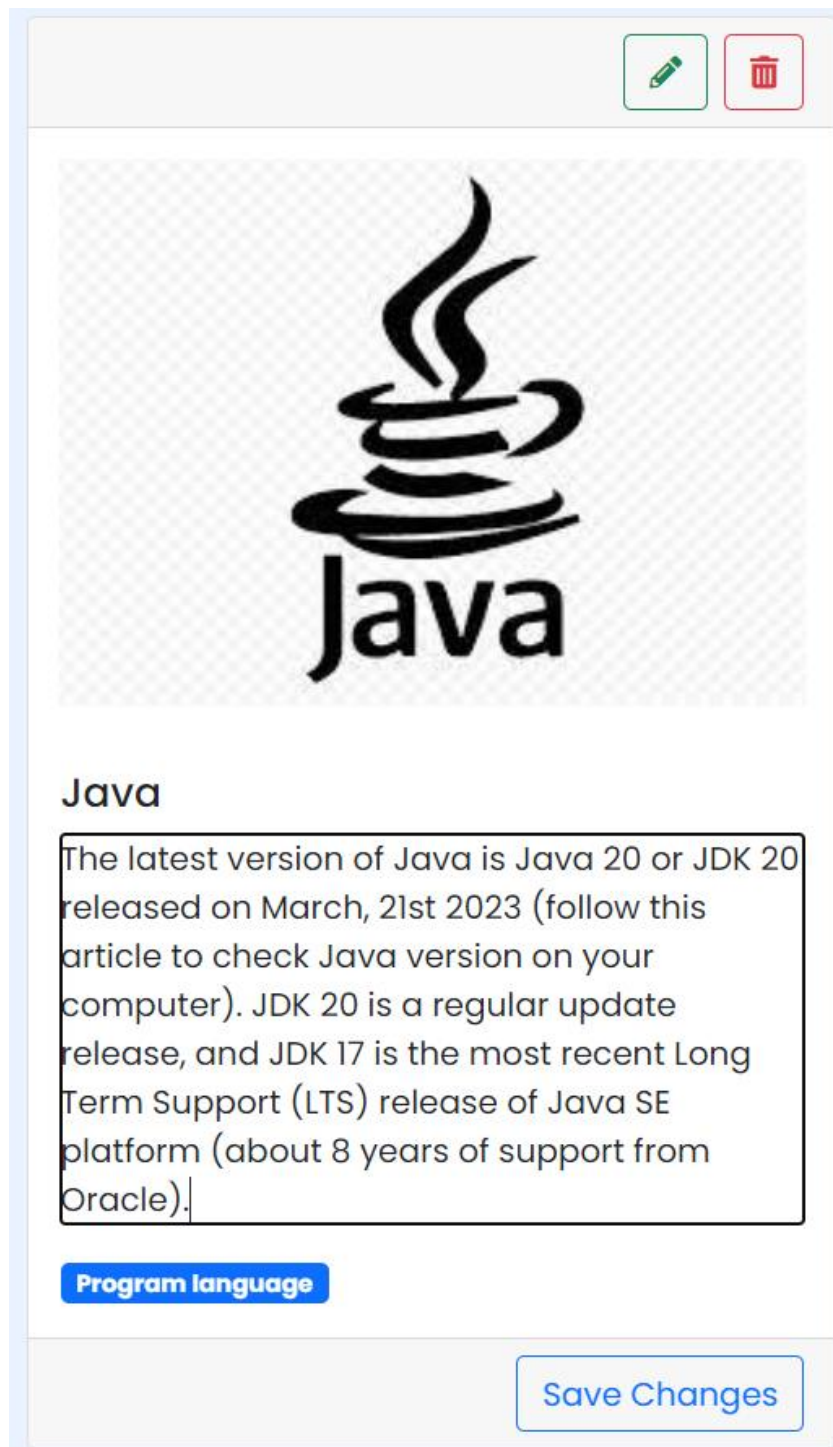 Java
Java
The latest version of Java is Java 20 or JDK 20
released on March, 21st 2023 (follow this
article to check Java version on your
computer). JDK 20 is a regular update
release, and JDK 17 is the most recent Long
Term Support (LTS) release of Java SE
platform (about 8 years of support from
Oracle).
Program language
Save Changes